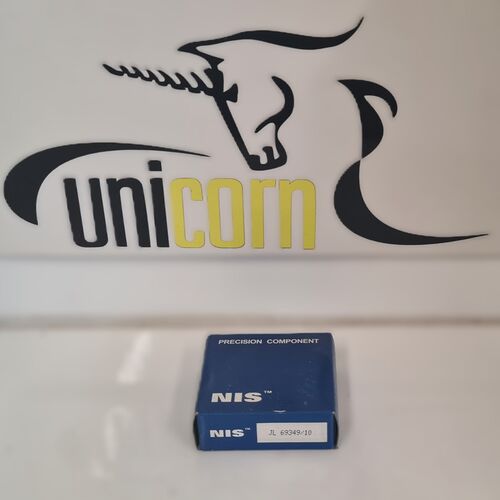 unicorn
PRECISION COMPONENT
NIS™
NIS™ JL 69349/10